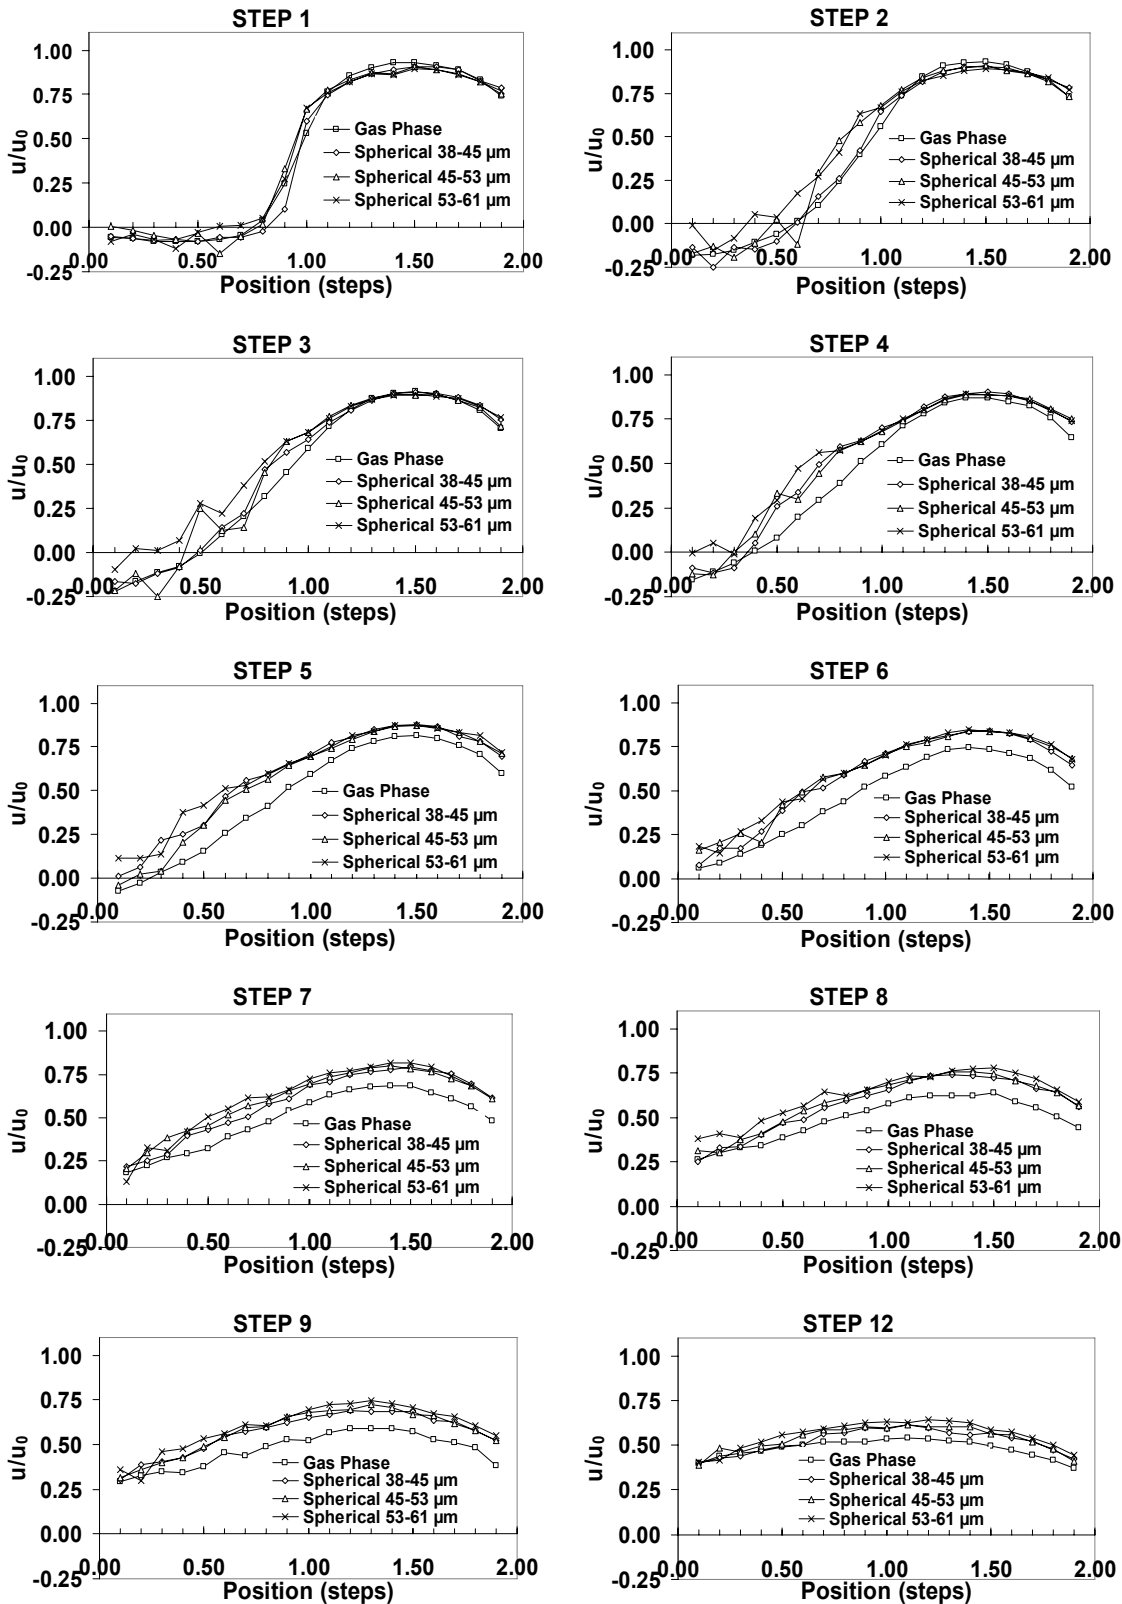 STEP 1
1.00
0.75
0.50
0.25
0.00
-0.25
u/u0
Gas Phase
Spherical 38-45 µm
Spherical 45-53 µm
Spherical 53-61 µm
0.00 0.50 1.00 1.50 2.00
Position (steps)
STEP 2
1.00
0.75
0.50
0.25
0.00
-0.25
u/u0
Gas Phase
Spherical 38-45 µm
Spherical 45-53 µm
Spherical 53-61 µm
0.00 0.50 1.00 1.50 2.00
Position (steps)
STEP 3
1.00
0.75
0.50
0.25
0.00
-0.25
u/u0
Gas Phase
Spherical 38-45 µm
Spherical 45-53 µm
Spherical 53-61 µm
0.00 0.50 1.00 1.50 2.00
Position (steps)
STEP 4
1.00
0.75
0.50
0.25
0.00
-0.25
u/u0
Gas Phase
Spherical 38-45 µm
Spherical 45-53 µm
Spherical 53-61 µm
0.00 0.50 1.00 1.50 2.00
Position (steps)
STEP 5
1.00
0.75
0.50
0.25
0.00
-0.25
u/u0
Gas Phase
Spherical 38-45 µm
Spherical 45-53 µm
Spherical 53-61 µm
0.00 0.50 1.00 1.50 2.00
Position (steps)
STEP 6
1.00
0.75
0.50
0.25
0.00
-0.25
u/u0
Gas Phase
Spherical 38-45 µm
Spherical 45-53 µm
Spherical 53-61 µm
0.00 0.50 1.00 1.50 2.00
Position (steps)
STEP 7
1.00
0.75
0.50
0.25
0.00
-0.25
u/u0
Gas Phase
Spherical 38-45 µm
Spherical 45-53 µm
Spherical 53-61 µm
0.00 0.50 1.00 1.50 2.00
Position (steps)
STEP 8
1.00
0.75
0.50
0.25
0.00
-0.25
u/u0
Gas Phase
Spherical 38-45 µm
Spherical 45-53 µm
Spherical 53-61 µm
0.00 0.50 1.00 1.50 2.00
Position (steps)
STEP 9
1.00
0.75
0.50
0.25
0.00
-0.25
u/u0
Gas Phase
Spherical 38-45 µm
Spherical 45-53 µm
Spherical 53-61 µm
0.00 0.50 1.00 1.50 2.00
Position (steps)
STEP 12
1.00
0.75
0.50
0.25
0.00
-0.25
u/u0
Gas Phase
Spherical 38-45 µm
Spherical 45-53 µm
Spherical 53-61 µm
0.00 0.50 1.00 1.50 2.00
Position (steps)